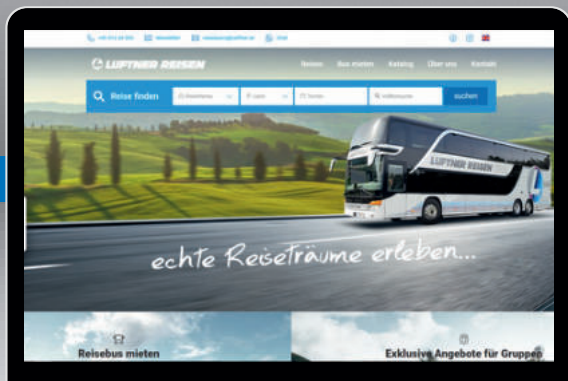 LUFTNER REISEN
Reisen Bus mieten Katalog Über uns Kontakt
Reise finden
suchen
LUFTNER REISEN
echte Reiseträume erleben...
Reisebus mieten
Exklusive Angebote für Gruppen